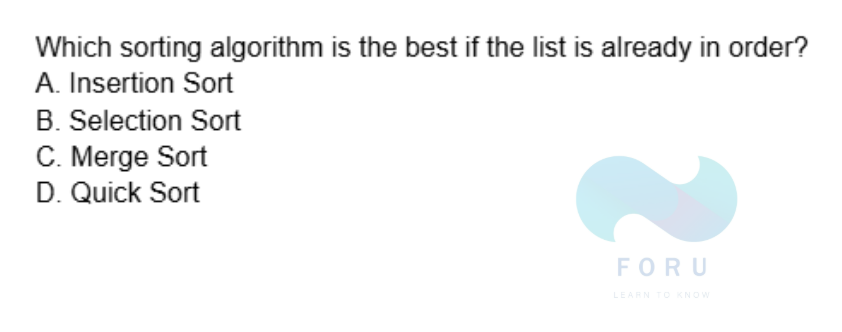 Which sorting algorithm is the best if the list is already in order?
A. Insertion Sort
B. Selection Sort
C. Merge Sort
D. Quick Sort
FORU
LEARN TO KNOW